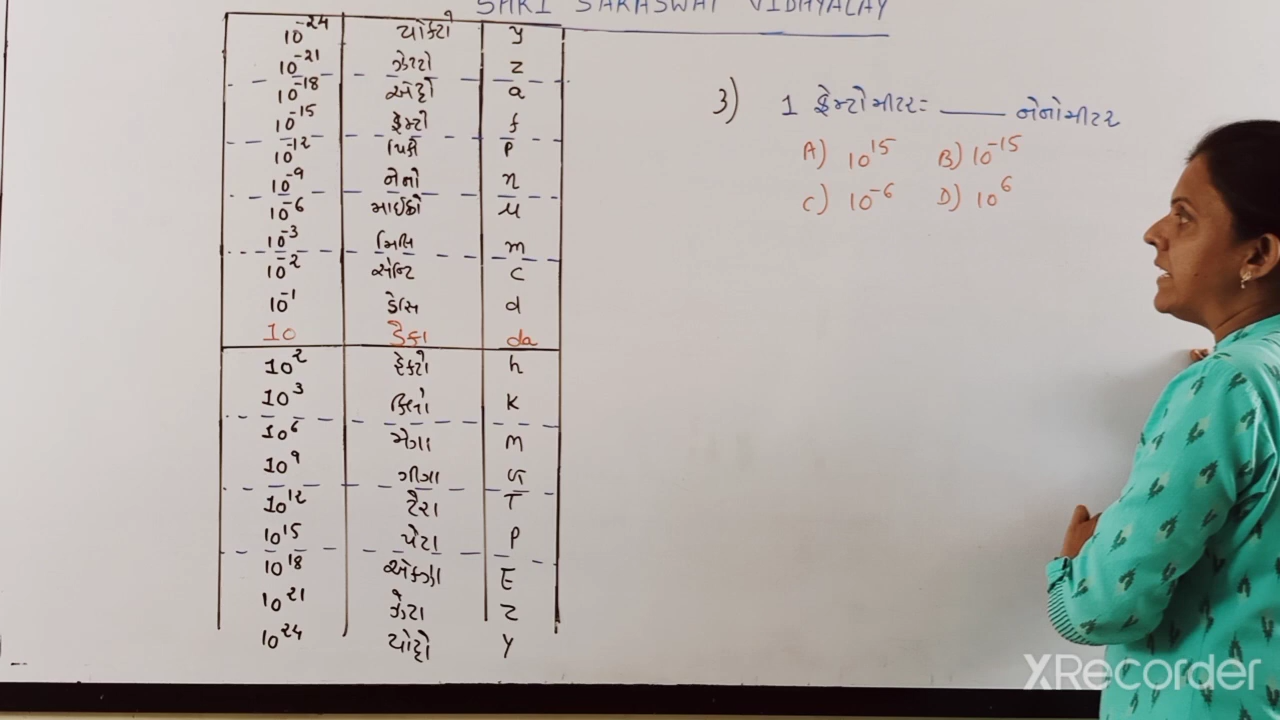 SHRI SARASWAT VIDHYALAY
10⁻²⁴ યોક્ટો y
10⁻²¹ ઝેપ્ટો z
10⁻¹⁸ એટ્ટો a
10⁻¹⁵ ફેમ્ટો f
10⁻¹² પિકો p
10⁻⁹ નેનો n
10⁻⁶ માઈક્રો μ
10⁻³ મિલિ m
10⁻² સેન્ટિ c
10⁻¹ ડેસિ d
10 ડેકા da
10² હેક્ટો h
10³ કિલો K
10⁶ મેગા M
10⁹ ગીગા G
10¹² ટેરા T
10¹⁵ પેટા P
10¹⁸ એક્ઝા E
10²¹ ઝેટા Z
10²⁴ યોટ્ટો Y
3) 1 ફેમ્ટોમીટર = ____ નેનોમીટર
A) 10¹⁵ B) 10⁻¹⁵
C) 10⁻⁶ D) 10⁶
XRecorder